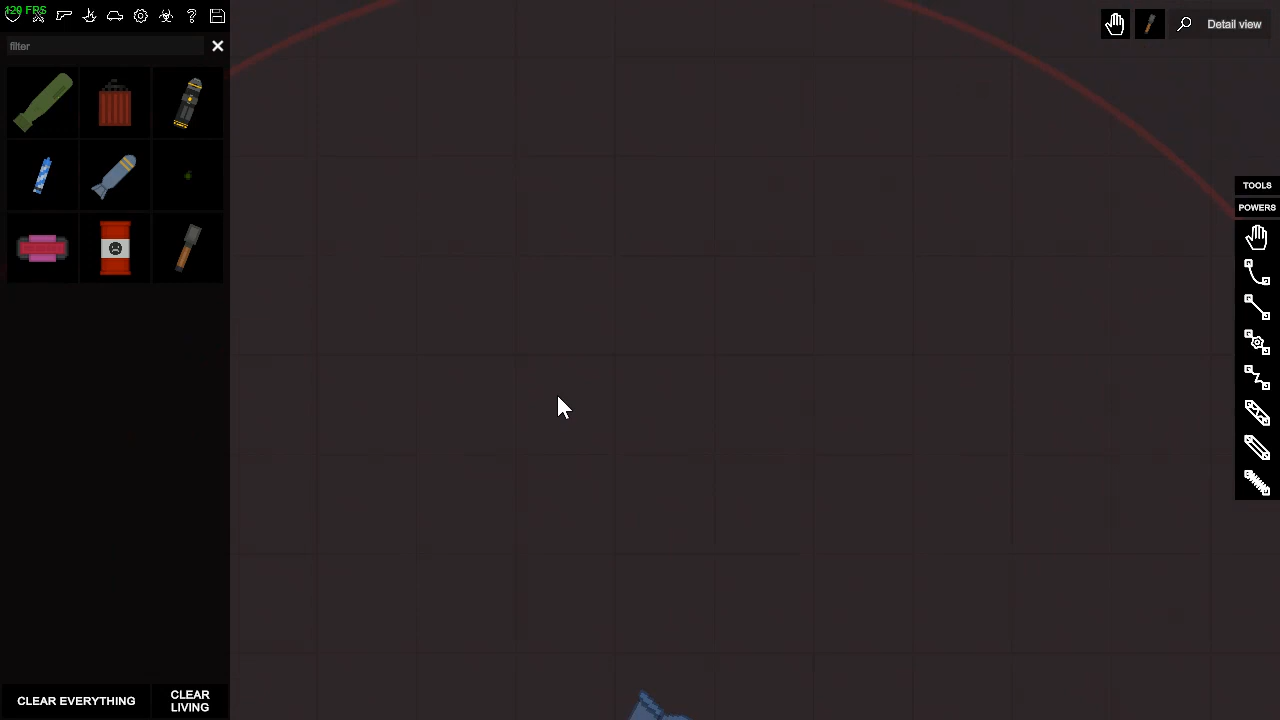 120 FPS
filter
Detail view
TOOLS
POWERS
CLEAR EVERYTHING
CLEAR
LIVING